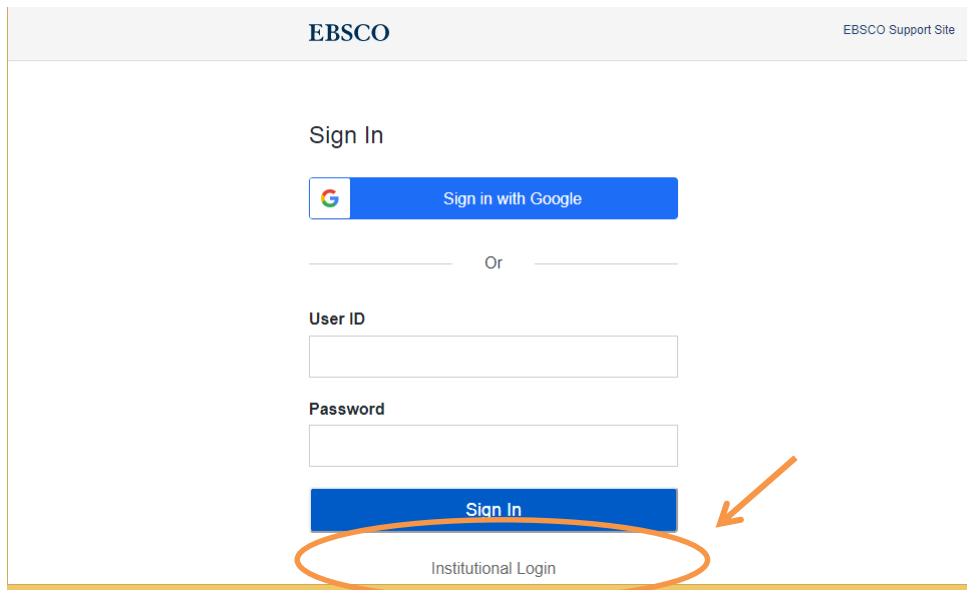 EBSCO
EBSCO Support Site
Sign In
Sign in with Google
Or
User ID
Password
Sign In
Institutional Login